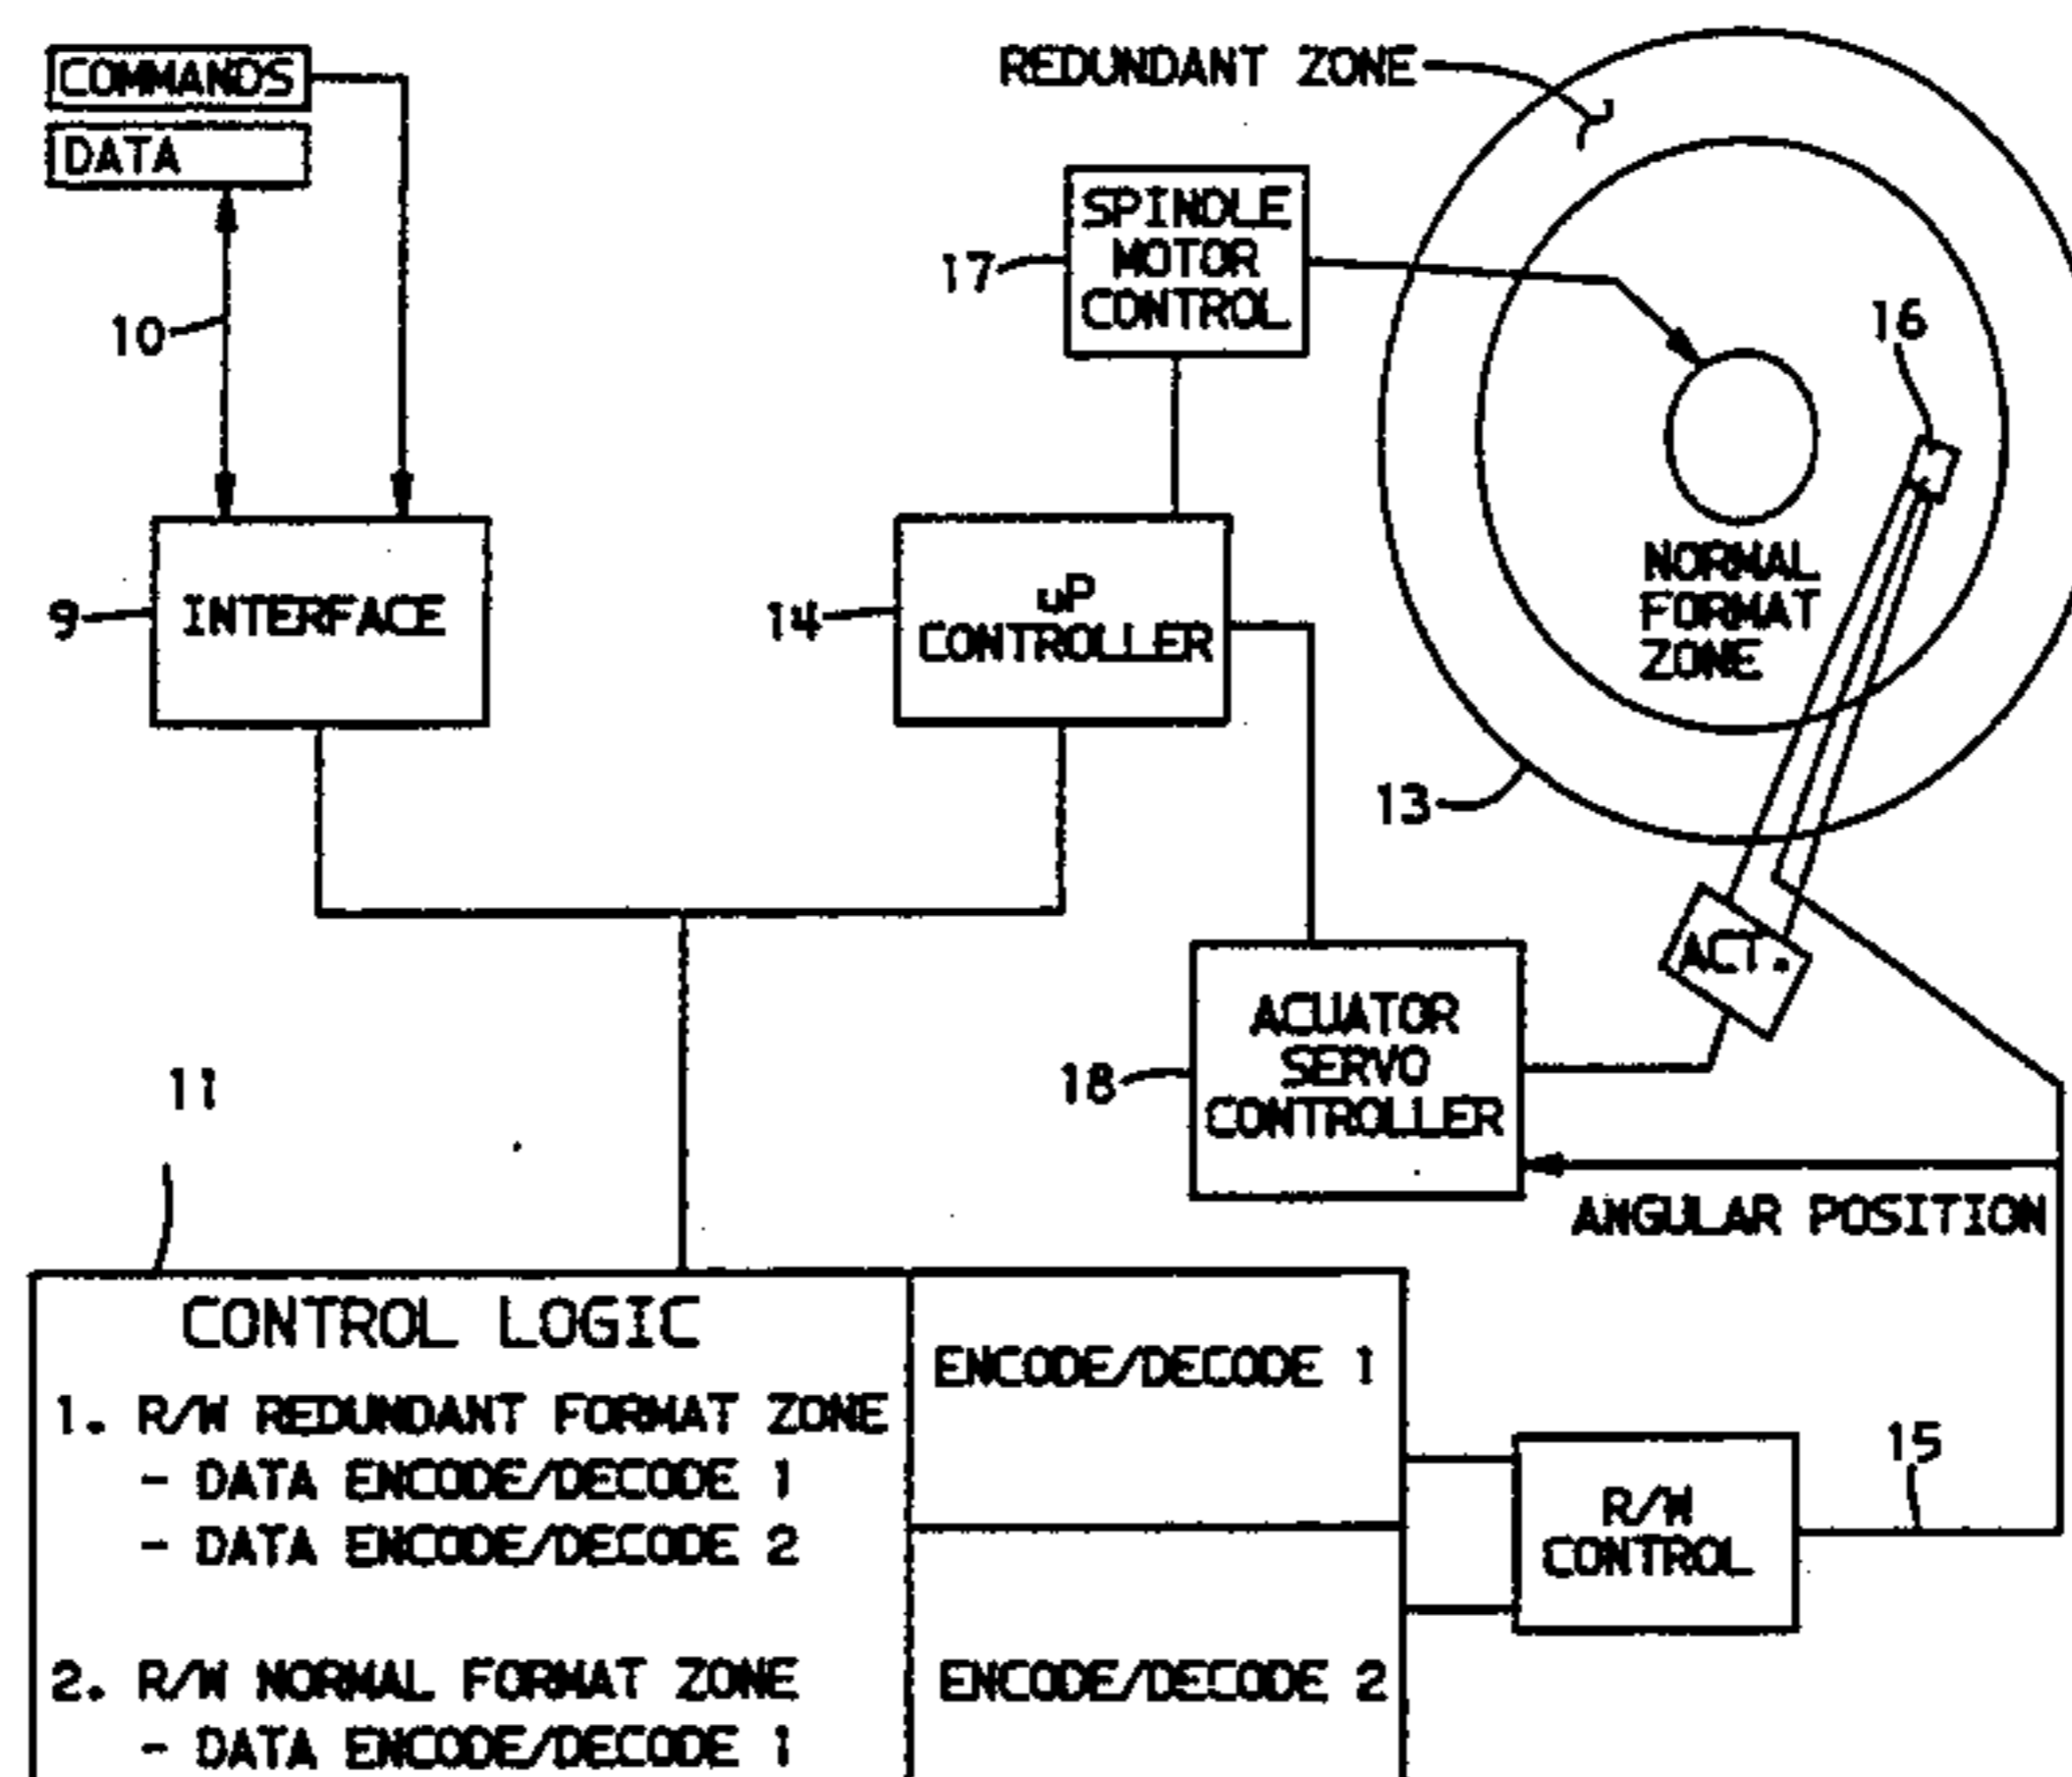 COMMANDS
DATA
10
9
INTERFACE
REDUNDANT ZONE
17
SPINDLE
MOTOR
CONTROL
16
14
uP
CONTROLLER
NORMAL
FORMAT
ZONE
13
ACT.
18
ACUATOR
SERVO
CONTROLLER
ANGULAR POSITION
11
CONTROL LOGIC
1. R/W REDUNDANT FORMAT ZONE
- DATA ENCODE/DECODE 1
- DATA ENCODE/DECODE 2
2. R/W NORMAL FORMAT ZONE
- DATA ENCODE/DECODE 1
ENCODE/DECODE 1
ENCODE/DECODE 2
R/W
CONTROL
15